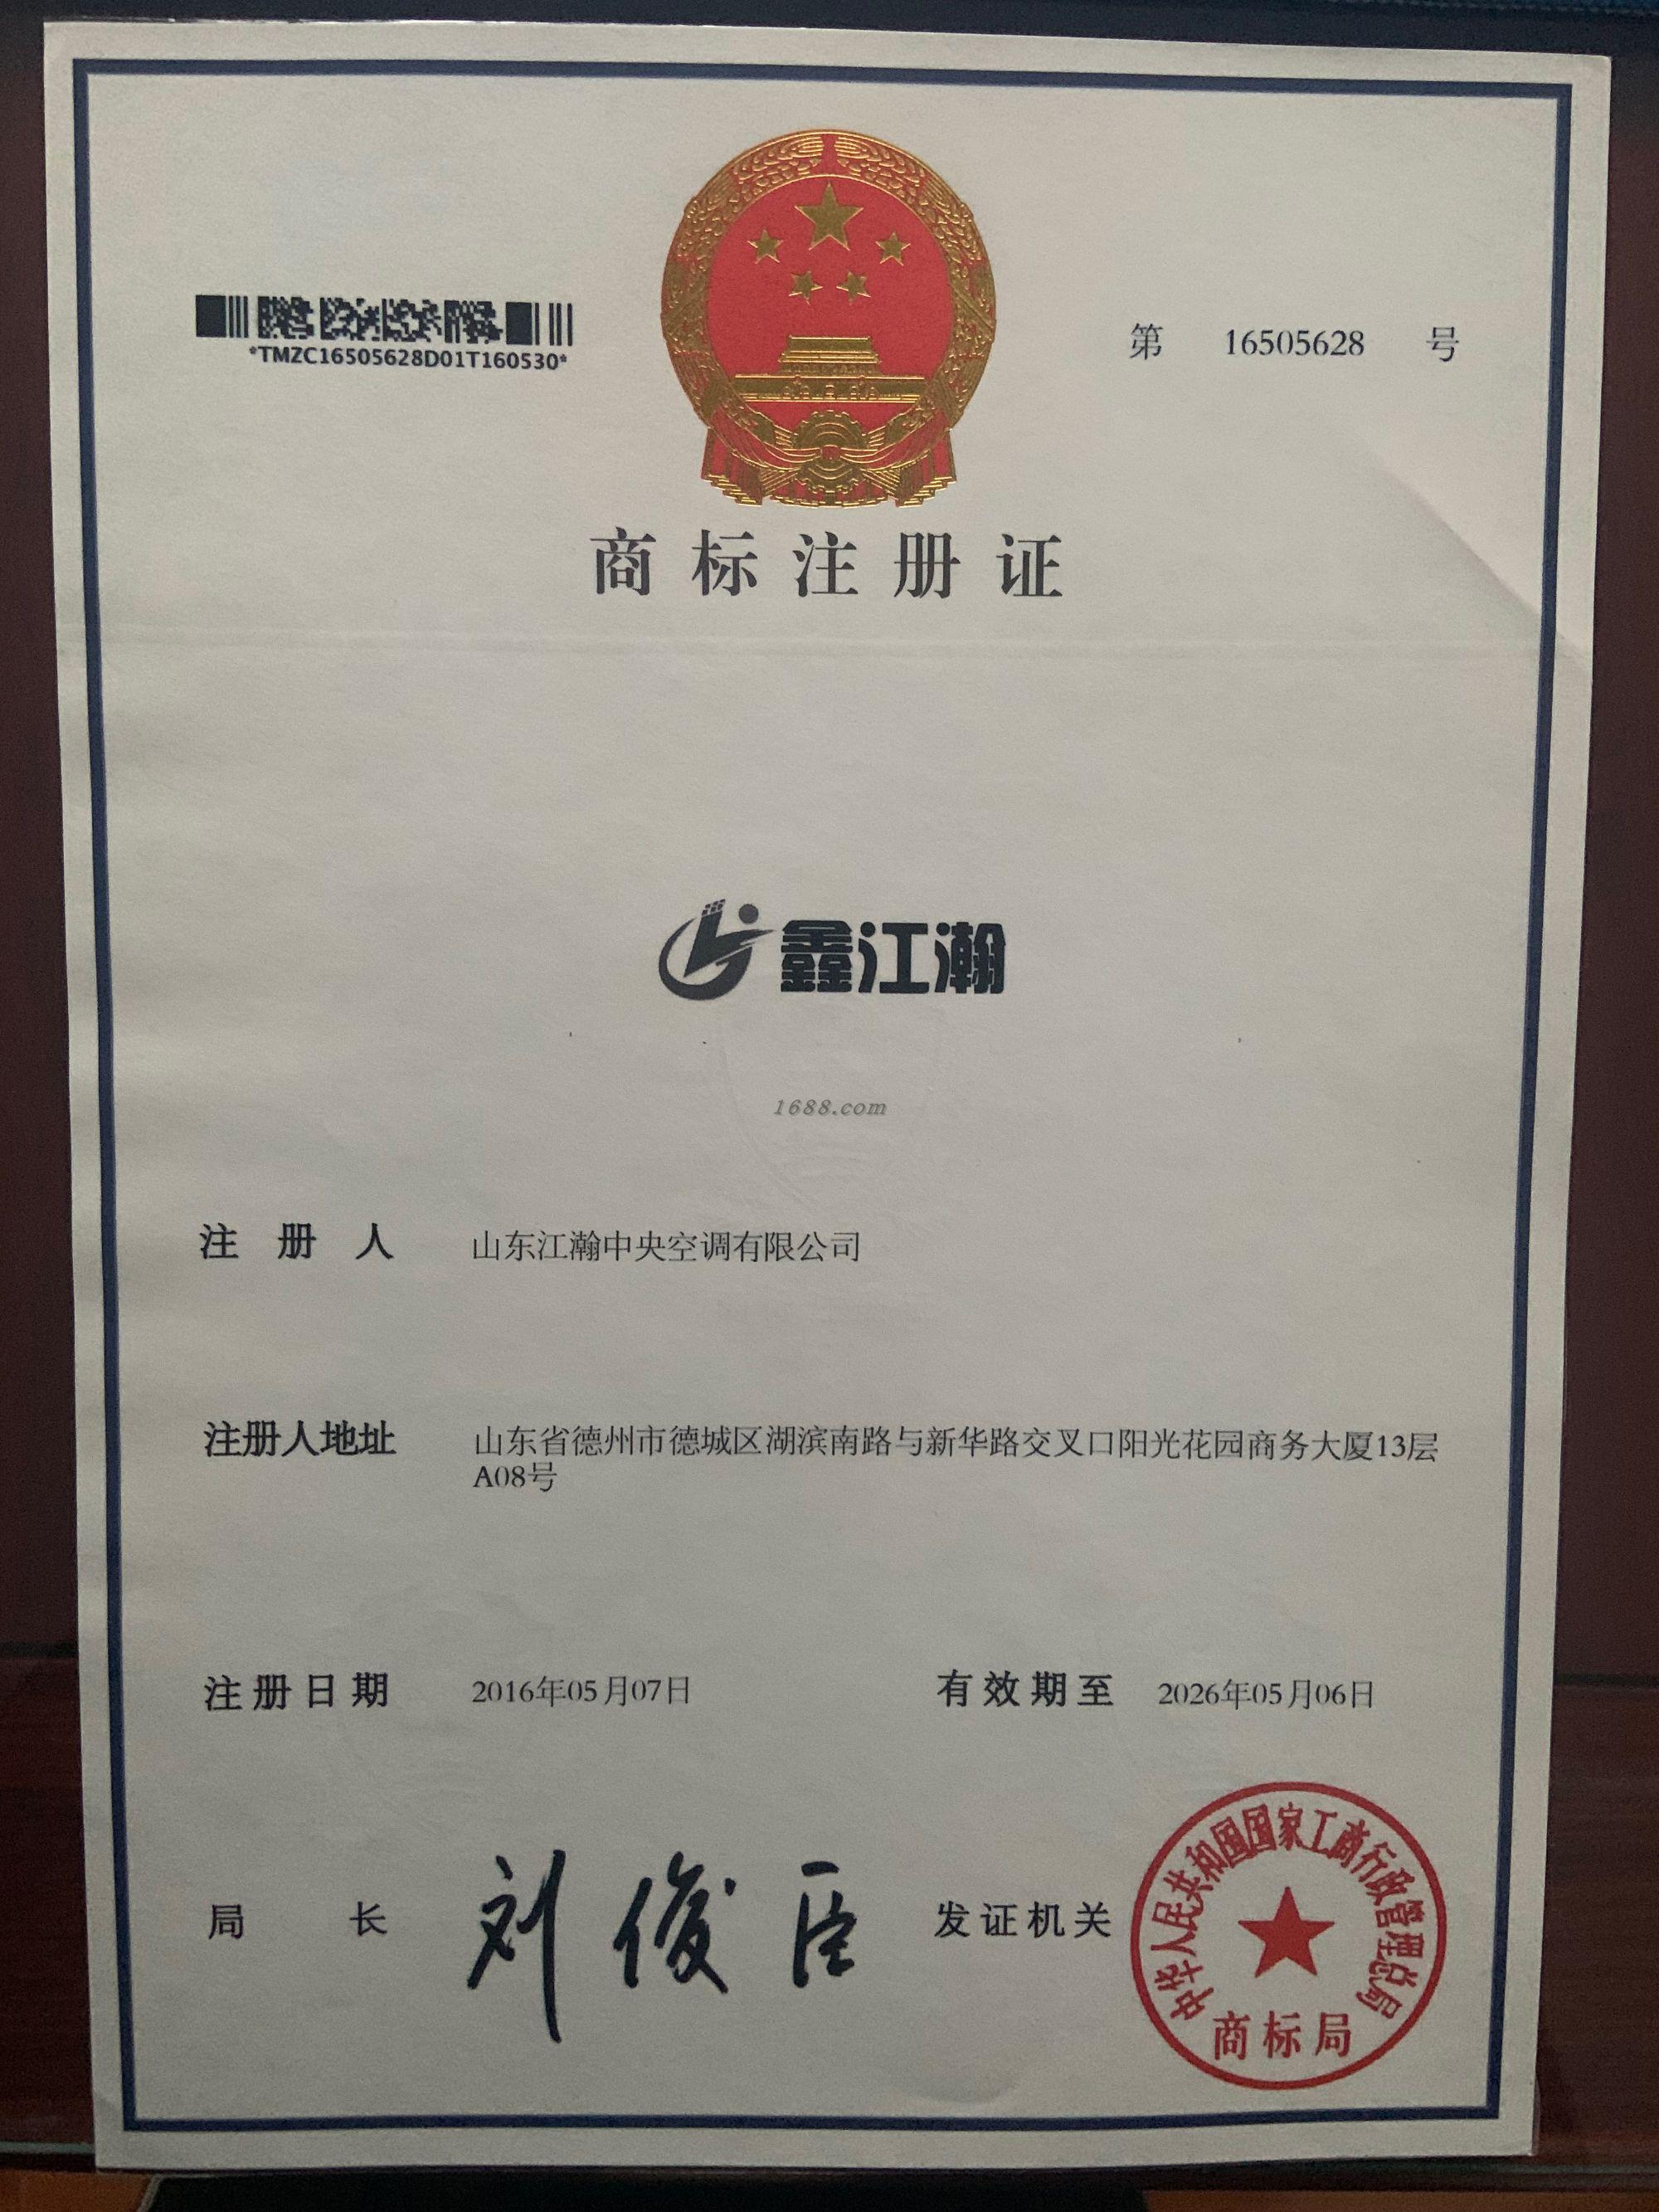 *TMZC16505628D01T160530*
第 16505628 号
商标注册证
鑫江瀚
1688.com
注册人 山东江瀚中央空调有限公司
注册人地址 山东省德州市德城区湖滨南路与新华路交叉口阳光花园商务大厦13层
A08号
注册日期 2016年05月07日 有效期至 2026年05月06日
局长 刘俊臣 发证机关
中华人民共和国国家工商行政管理总局
商标局